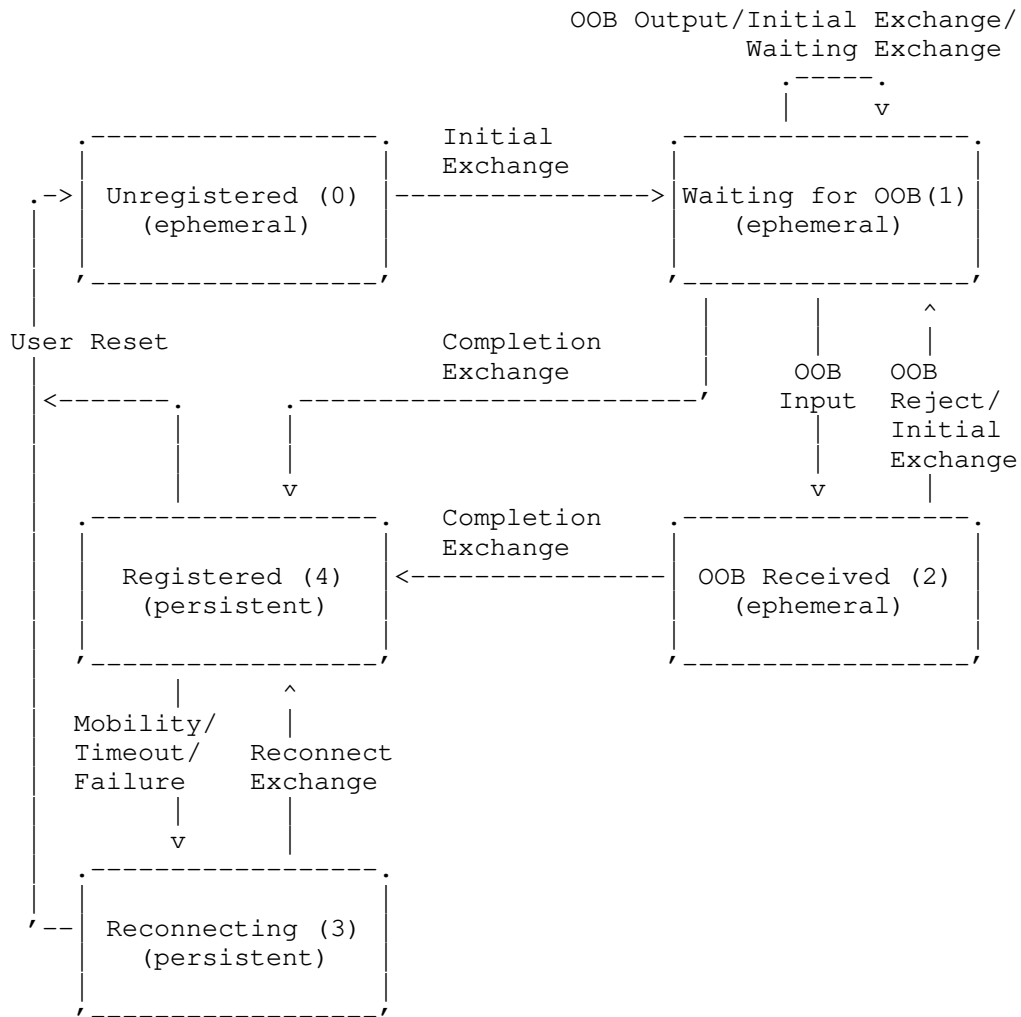 OOB Output/Initial Exchange/
Waiting Exchange
Initial
Exchange
Unregistered (0)
(ephemeral)
Waiting for OOB(1)
(ephemeral)
User Reset
Completion
Exchange
OOB
Input
OOB
Reject/
Initial
Exchange
Completion
Exchange
Registered (4)
(persistent)
OOB Received (2)
(ephemeral)
Mobility/
Timeout/
Failure
Reconnect
Exchange
Reconnecting (3)
(persistent)